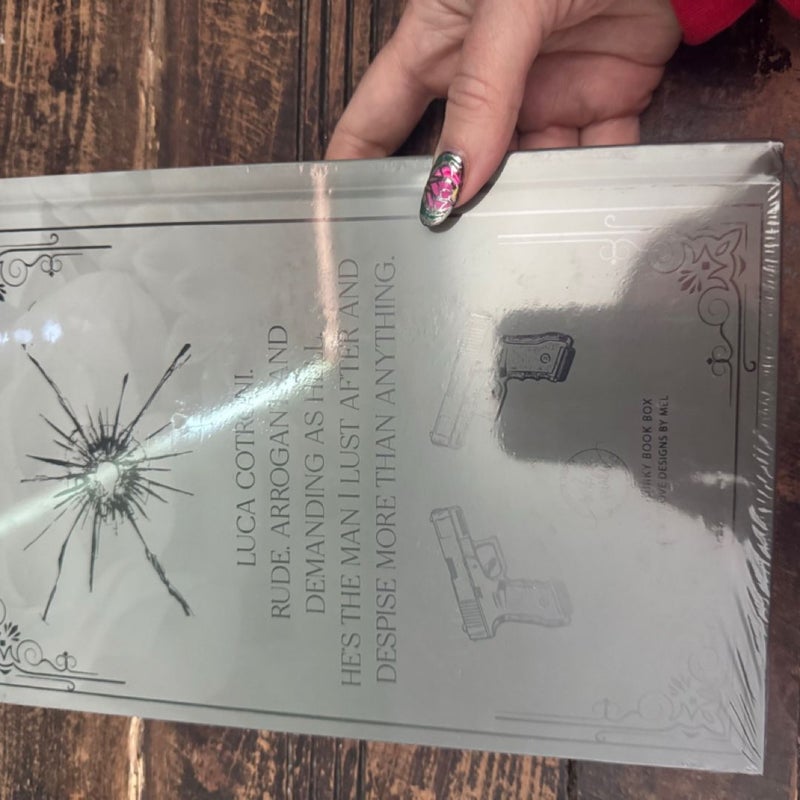 LUCA COTRONI.
RUDE. ARROGANT AND
DEMANDING AS HELL.
HE'S THE MAN I LUST AFTER AND
DESPISE MORE THAN ANYTHING.
BOOK BOX
DESIGNS BY MEL